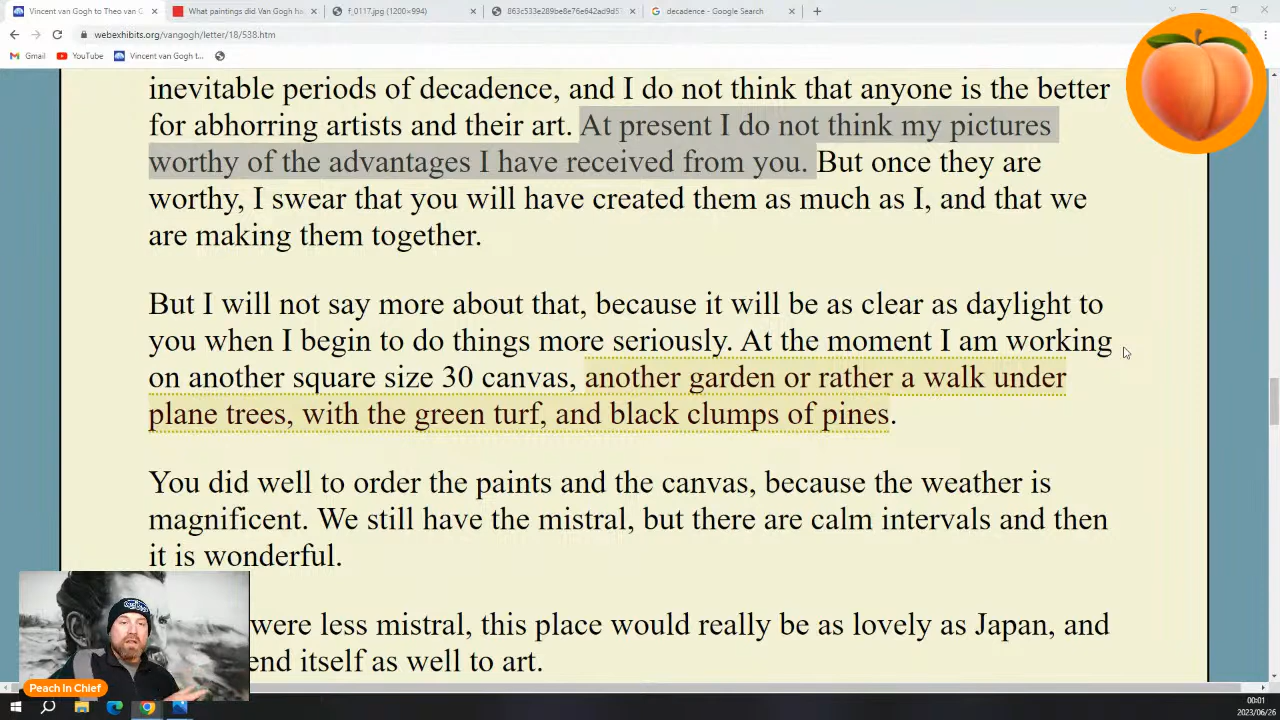 Vincent van Gogh to Theo van G
What paintings did Van Gogh ha
f_0117.jpg (1200×994)
863c533e289be8e76e642ad9d5
decadence - Google Search
webexhibits.org/vangogh/letter/18/538.htm
Gmail
YouTube
Vincent van Gogh t...
inevitable periods of decadence, and I do not think that anyone is the better
for abhorring artists and their art. At present I do not think my pictures
worthy of the advantages I have received from you. But once they are
worthy, I swear that you will have created them as much as I, and that we
are making them together.
But I will not say more about that, because it will be as clear as daylight to
you when I begin to do things more seriously. At the moment I am working
on another square size 30 canvas, another garden or rather a walk under
plane trees, with the green turf, and black clumps of pines.
You did well to order the paints and the canvas, because the weather is
magnificent. We still have the mistral, but there are calm intervals and then
it is wonderful.
were less mistral, this place would really be as lovely as Japan, and
end itself as well to art.
Peach In Chief
00:01
2023/06/26